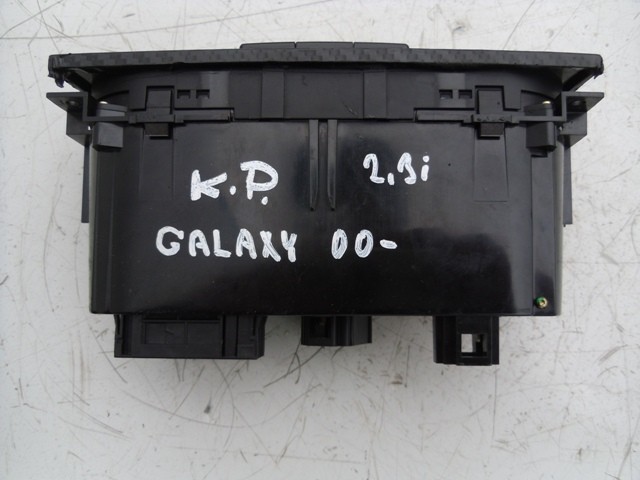 K.P. 2.3i
GALAXY 00-